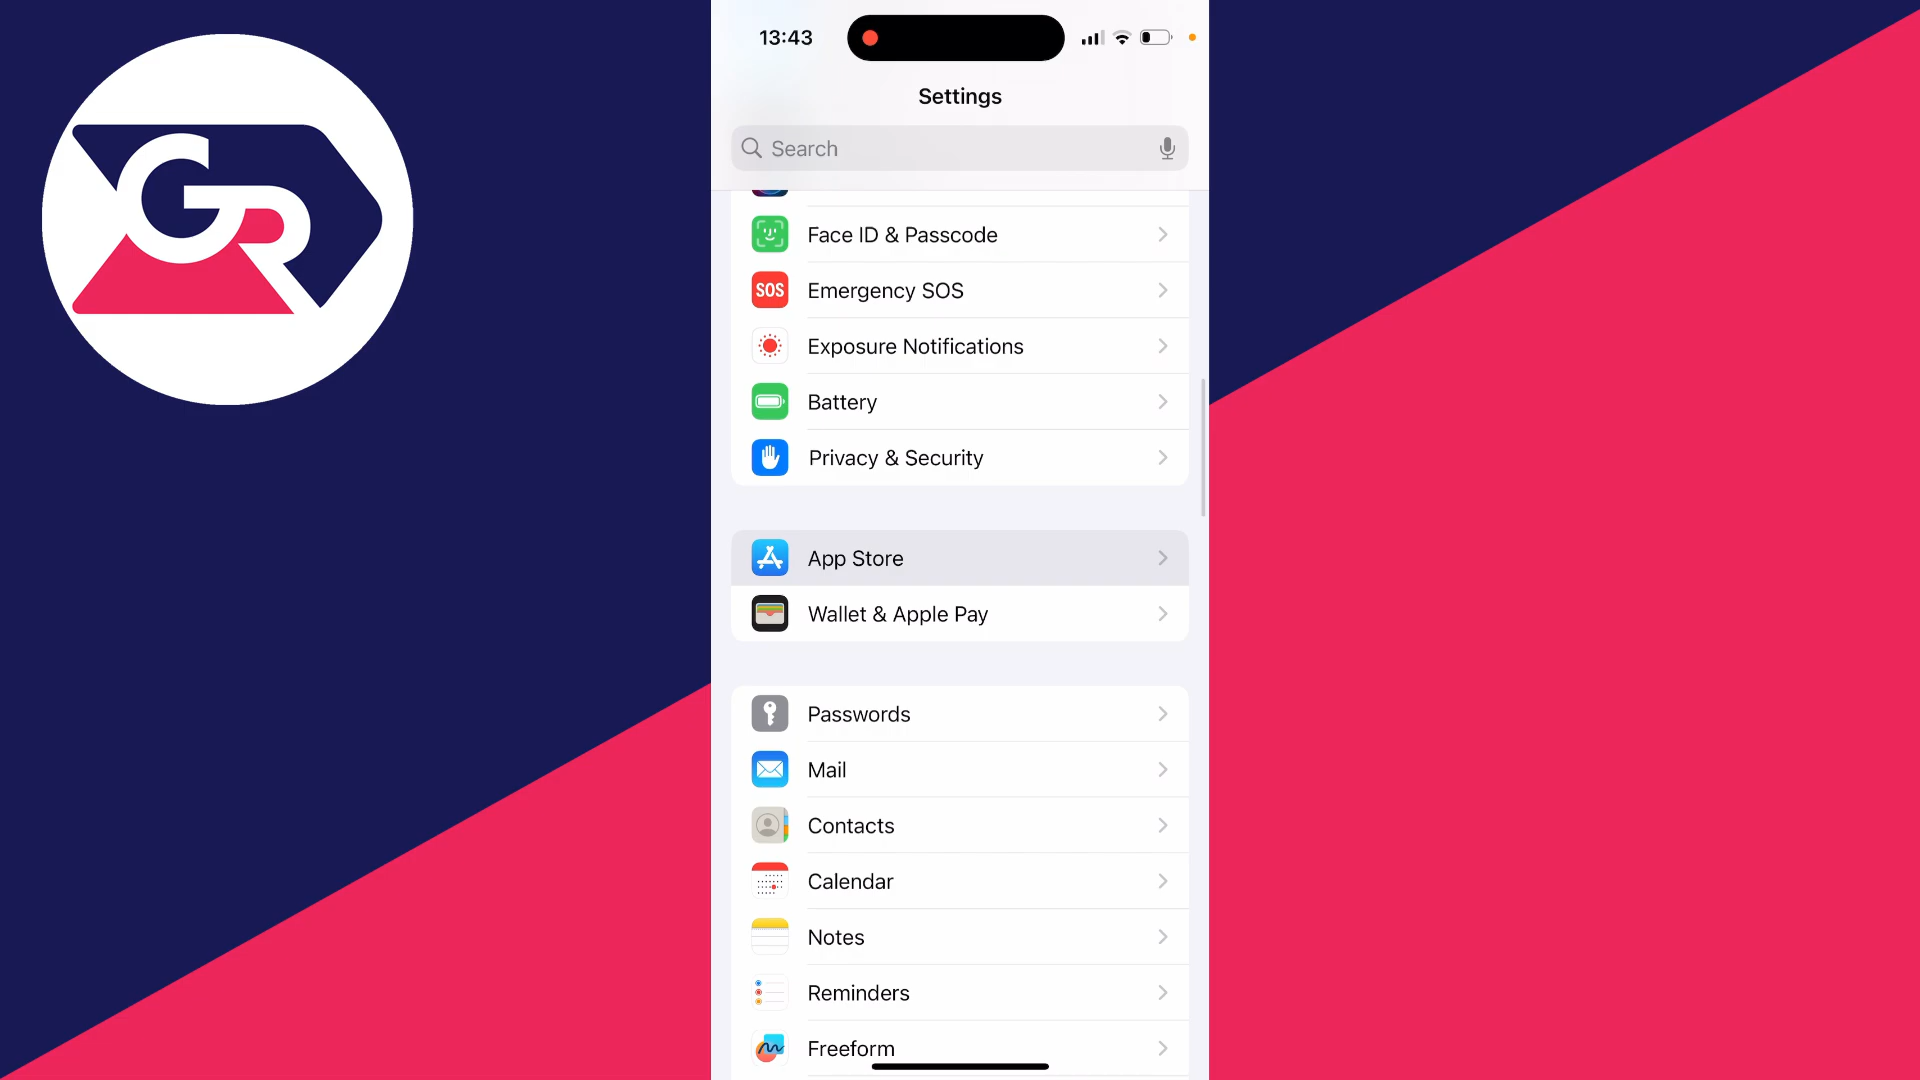 GR
13:43
Settings
Search
Face ID & Passcode
SOS Emergency SOS
Exposure Notifications
Battery
Privacy & Security
App Store
Wallet & Apple Pay
Passwords
Mail
Contacts
Calendar
Notes
Reminders
Freeform